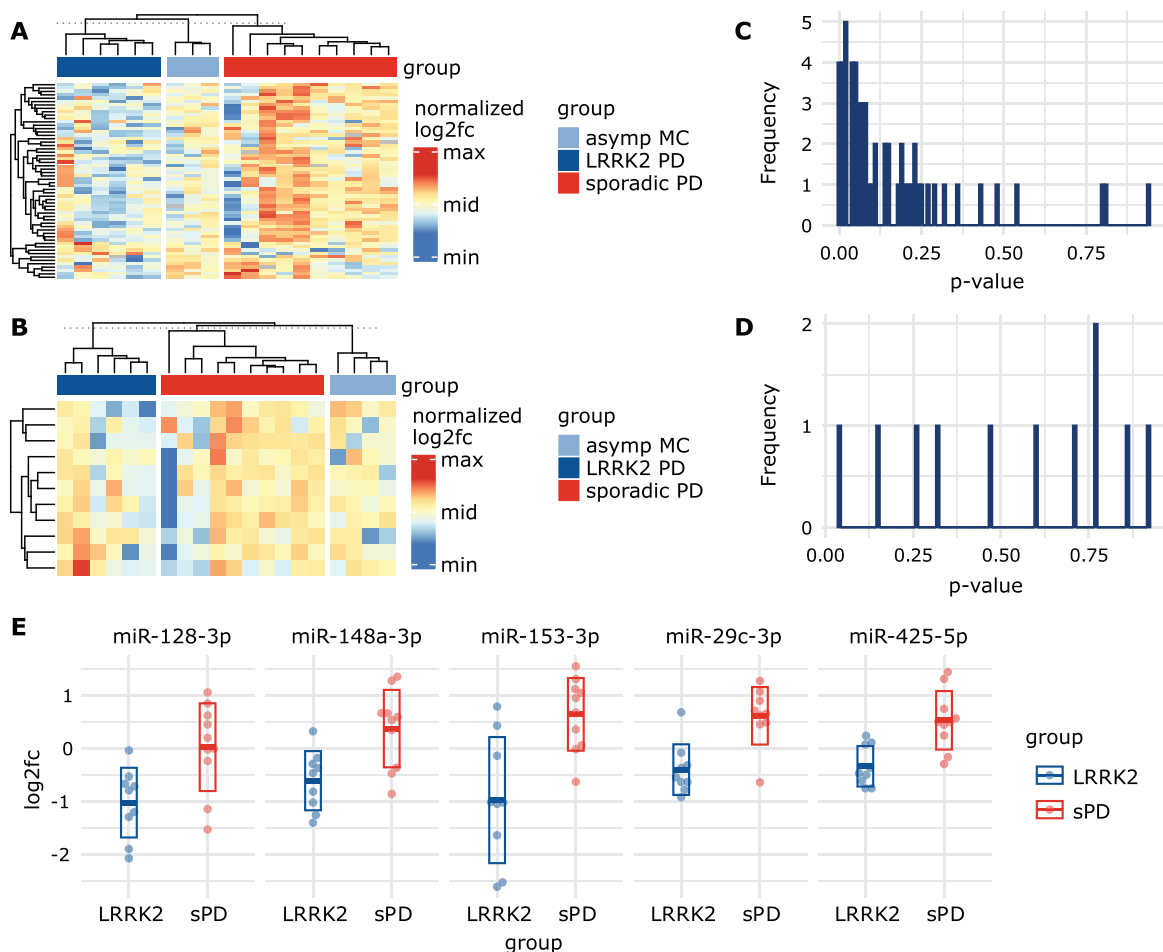 A
group
normalized
log2fc
max
mid
min
group
asymp MC
LRRK2 PD
sporadic PD
C
Frequency
5
4
3
2
1
0
0.00
0.25
0.50
0.75
p-value
B
group
normalized
log2fc
max
mid
min
group
asymp MC
LRRK2 PD
sporadic PD
D
Frequency
2
1
0
0.00
0.25
0.50
0.75
p-value
E
miR-128-3p
miR-148a-3p
miR-153-3p
miR-29c-3p
miR-425-5p
log2fc
1
0
-1
-2
LRRK2 sPD
LRRK2 sPD
LRRK2 sPD
LRRK2 sPD
LRRK2 sPD
group
group
LRRK2
sPD